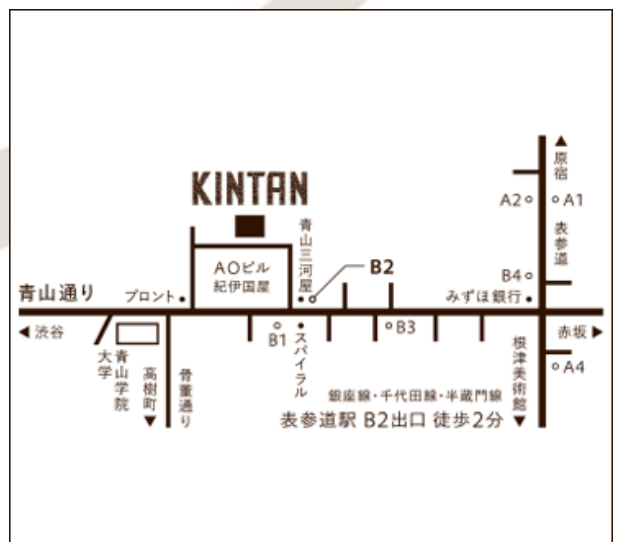 ▲原宿
KINTAN
A2
A1
表参道
青山三河屋
AOビル
紀伊国屋
B2
B4
青山通り
プロント
みずほ銀行
◀渋谷
B1
スパイラル
B3
赤坂▶
青山学院
大学
高樹町▼
骨董通り
根津美術館▼
A4
銀座線・千代田線・半蔵門線
表参道駅 B2出口 徒歩2分